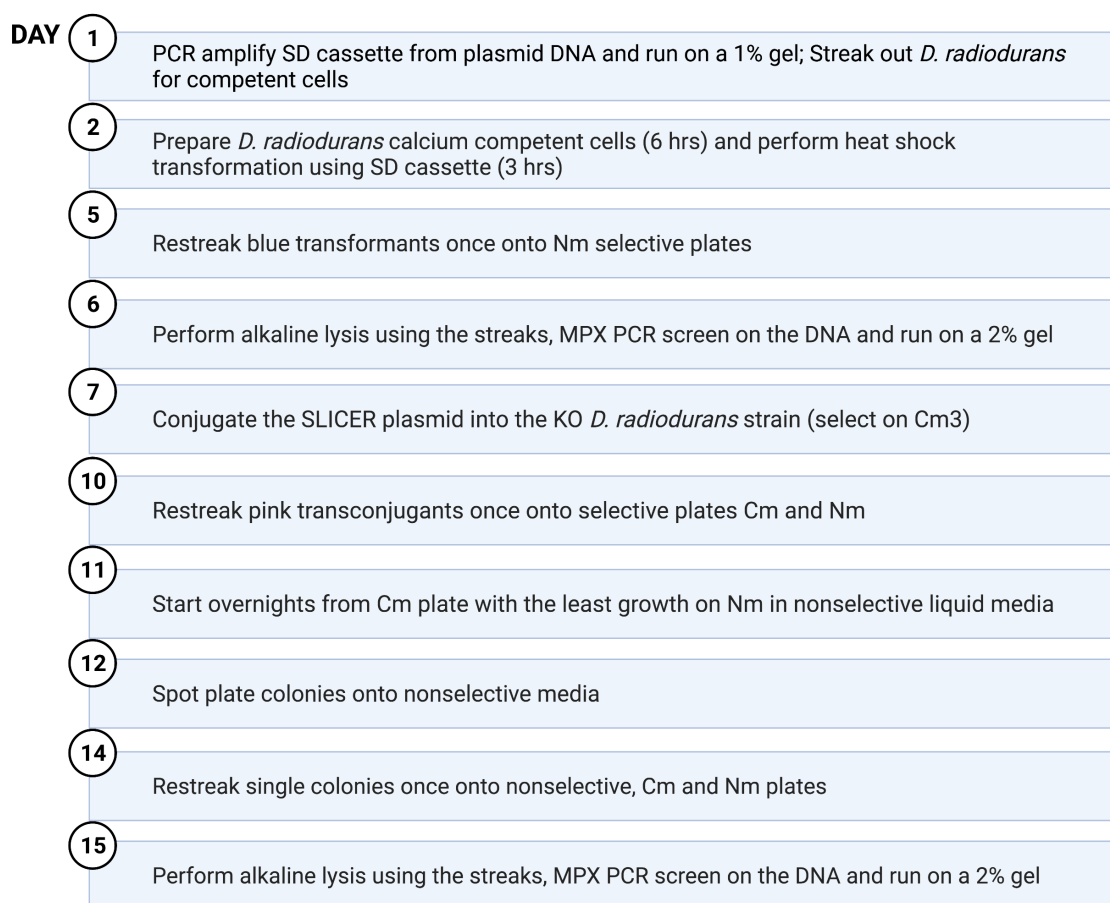 DAY 1
PCR amplify SD cassette from plasmid DNA and run on a 1% gel; Streak out D. radiodurans
for competent cells
2
Prepare D. radiodurans calcium competent cells (6 hrs) and perform heat shock
transformation using SD cassette (3 hrs)
5
Restreak blue transformants once onto Nm selective plates
6
Perform alkaline lysis using the streaks, MPX PCR screen on the DNA and run on a 2% gel
7
Conjugate the SLICER plasmid into the KO D. radiodurans strain (select on Cm3)
10
Restreak pink transconjugants once onto selective plates Cm and Nm
11
Start overnights from Cm plate with the least growth on Nm in nonselective liquid media
12
Spot plate colonies onto nonselective media
14
Restreak single colonies once onto nonselective, Cm and Nm plates
15
Perform alkaline lysis using the streaks, MPX PCR screen on the DNA and run on a 2% gel